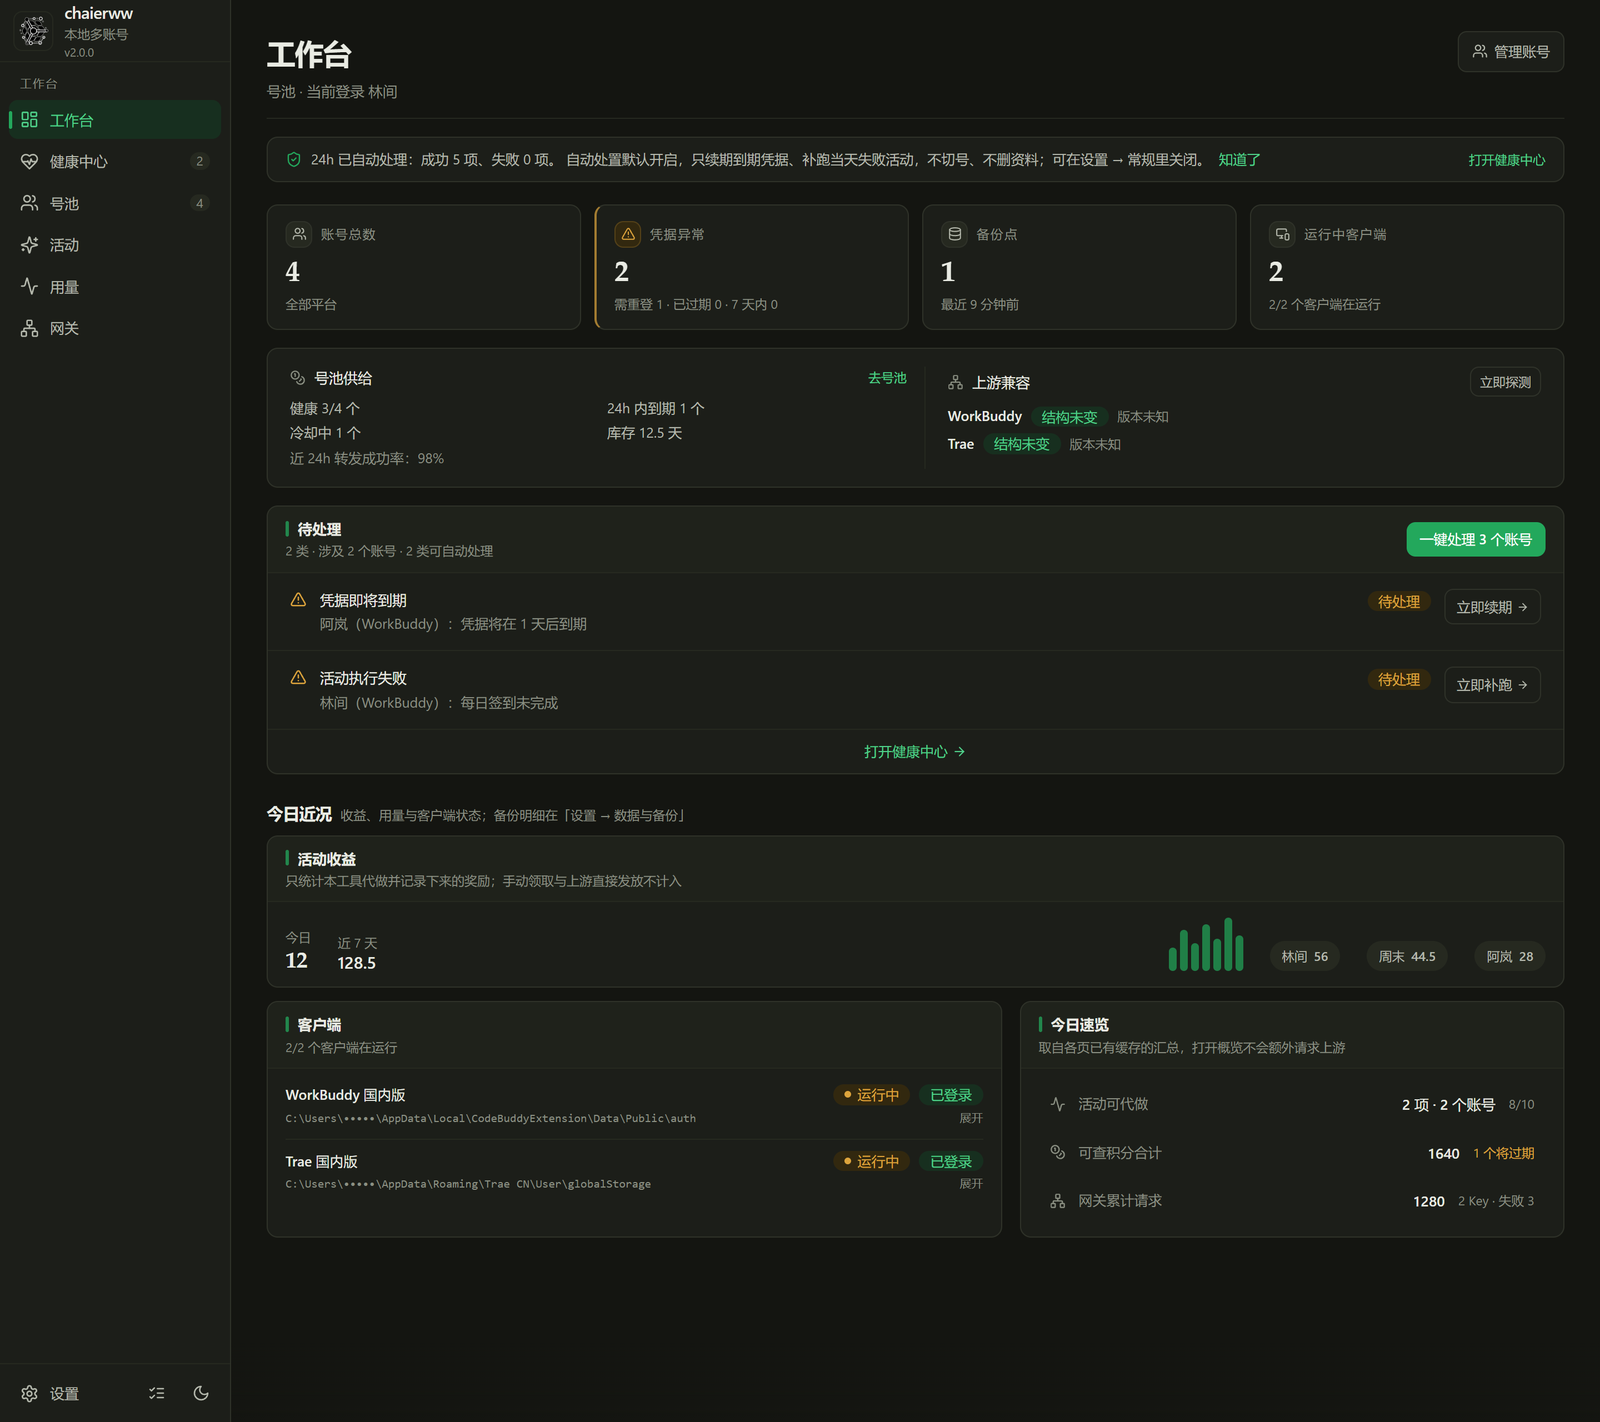 chaierww
本地多账号
v2.0.0
工作台
工作台
健康中心 2
号池 4
活动
用量
网关
设置
工作台
号池 · 当前登录 林间
管理账号
24h 已自动处理：成功 5 项、失败 0 项。 自动处置默认开启，只续期到期凭据、补跑当天失败活动，不切号、不删资料；可在设置 → 常规里关闭。 知道了 打开健康中心
账号总数
4
全部平台
凭据异常
2
需重登 1 · 已过期 0 · 7 天内 0
备份点
1
最近 9 分钟前
运行中客户端
2
2/2 个客户端在运行
号池供给 去号池
健康 3/4 个 24h 内到期 1 个
冷却中 1 个 库存 12.5 天
近 24h 转发成功率：98%
上游兼容 立即探测
WorkBuddy 结构未变 版本未知
Trae 结构未变 版本未知
待处理
2 类 · 涉及 2 个账号 · 2 类可自动处理
一键处理 3 个账号
凭据即将到期
阿岚（WorkBuddy）：凭据将在 1 天后到期
待处理 立即续期 →
活动执行失败
林间（WorkBuddy）：每日签到未完成
待处理 立即补跑 →
打开健康中心 →
今日近况 收益、用量与客户端状态；备份明细在「设置 → 数据与备份」
活动收益
只统计本工具代做并记录下来的奖励；手动领取与上游直接发放不计入
今日
12
近 7 天
128.5
林间 56 周末 44.5 阿岚 28
客户端
2/2 个客户端在运行
WorkBuddy 国内版 运行中 已登录
C:\Users\•••••\AppData\Local\CodeBuddyExtension\Data\Public\auth 展开
Trae 国内版 运行中 已登录
C:\Users\•••••\AppData\Roaming\Trae CN\User\globalStorage 展开
今日速览
取自各页已有缓存的汇总，打开概览不会额外请求上游
活动可代做 2 项 · 2 个账号 8/10
可查积分合计 1640 1 个将过期
网关累计请求 1280 2 Key · 失败 3